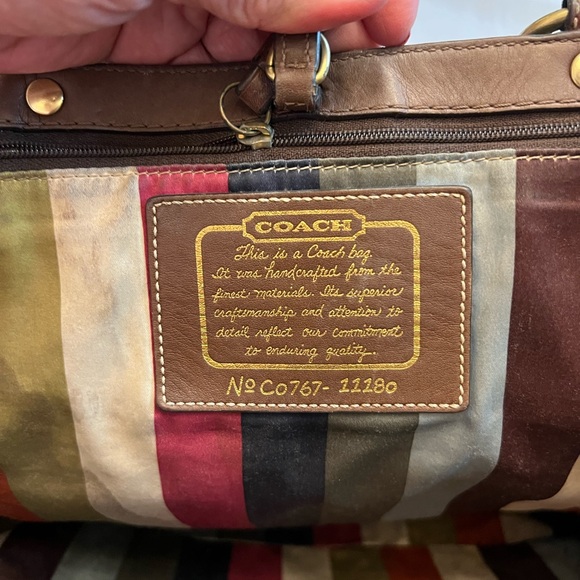 COACH
This is a Coach bag.
It was handcrafted from the
finest materials. Its superior
craftsmanship and attention to
detail reflect our commitment
to enduring quality.
Nº CO767-11180